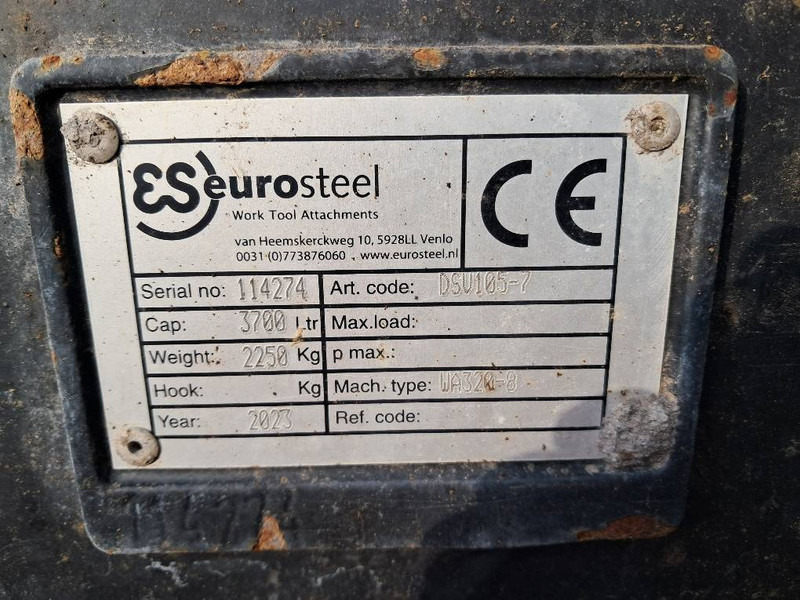 ES eurosteel
Work Tool Attachments
van Heemskerckweg 10, 5928LL Venlo
0031 (0)773876060 . www.eurosteel.nl
CE
Serial no: 114274 Art. code: DSW105-7
Cap: 3700 Ltr Max.load:
Weight: 2250 Kg p max.:
Hook: Kg Mach. type: WA320-8
Year: 2023 Ref. code: